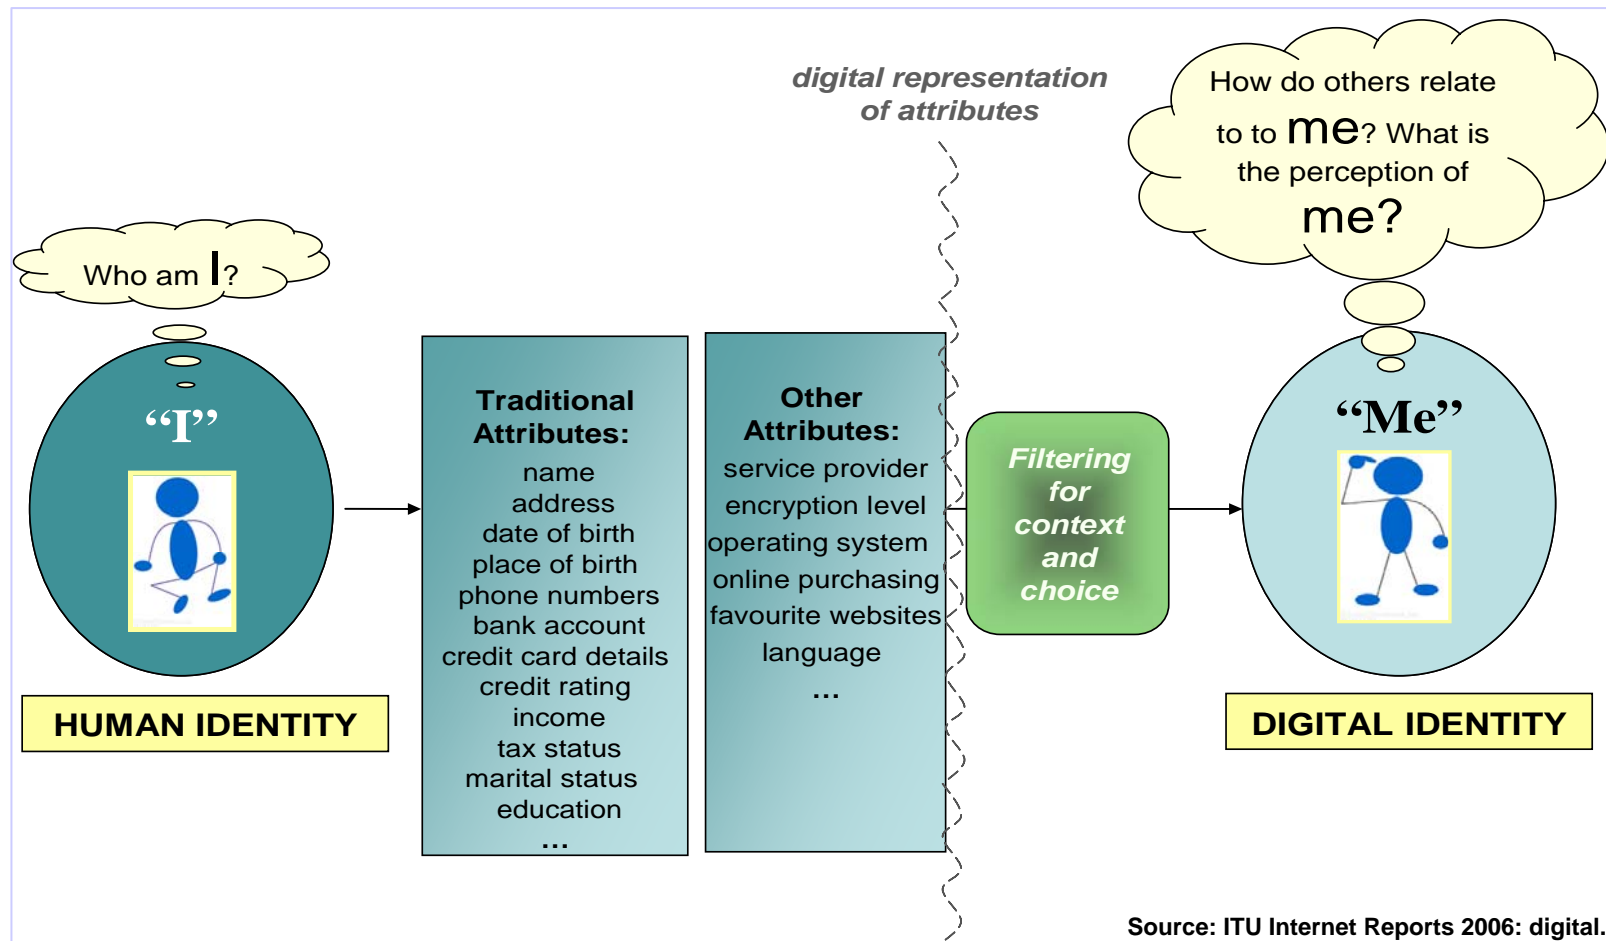 digital representation
of attributes
How do others relate
to to me? What is
the perception of
me?
Who am I?
“I”
HUMAN IDENTITY
Traditional
Attributes:
name
address
date of birth
place of birth
phone numbers
bank account
credit card details
credit rating
income
tax status
marital status
education
...
Other
Attributes:
service provider
encryption level
operating system
online purchasing
favourite websites
language
...
Filtering
for
context
and
choice
“Me”
DIGITAL IDENTITY
Source: ITU Internet Reports 2006: digital.